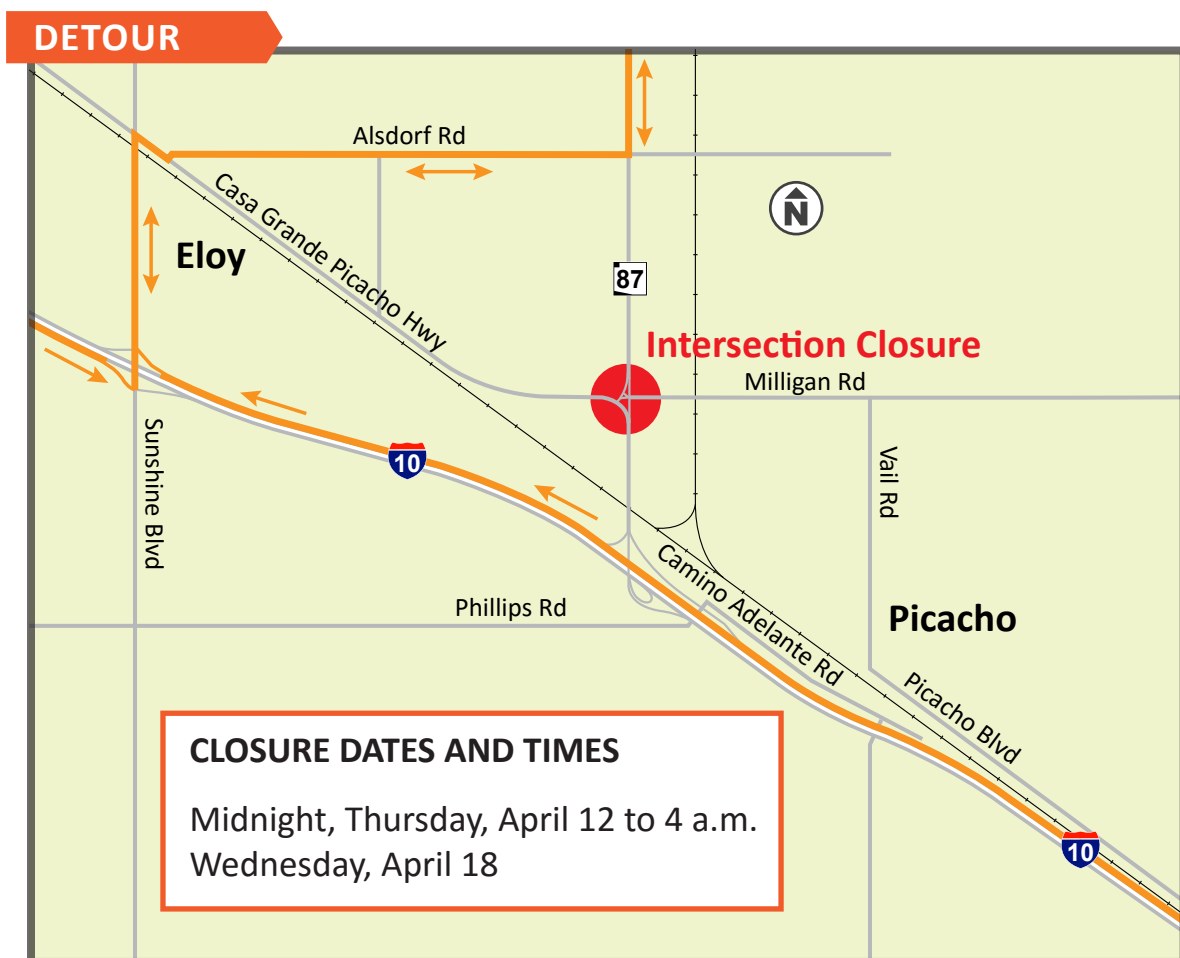 DETOUR
Alsdorf Rd
Casa Grande Picacho Hwy
N
Eloy
87
Intersection Closure
Milligan Rd
Sunshine Blvd
10
Vail Rd
Camino Adelante Rd
Phillips Rd
Picacho
Picacho Blvd
CLOSURE DATES AND TIMES
Midnight, Thursday, April 12 to 4 a.m.
Wednesday, April 18
10